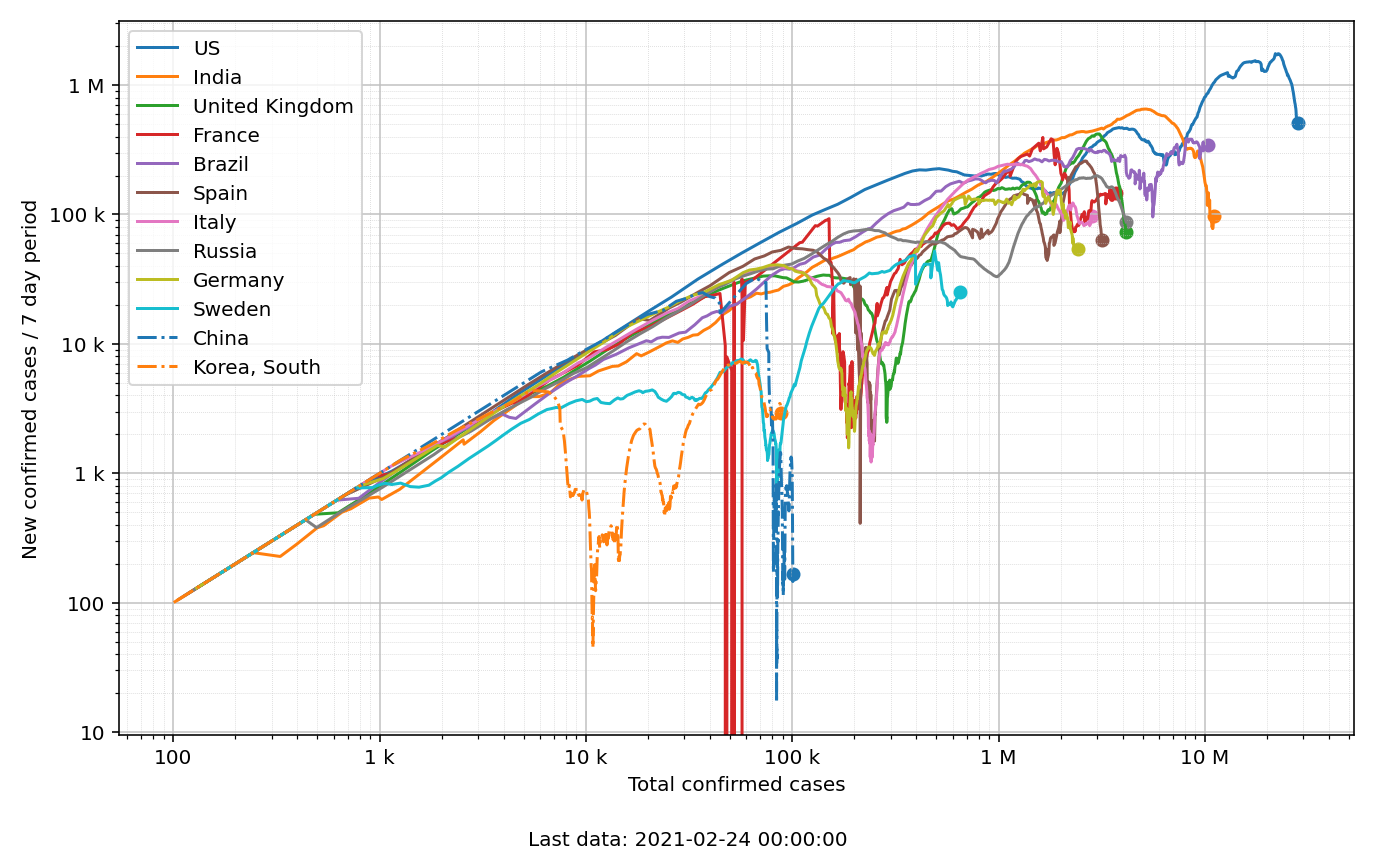 US
India
United Kingdom
France
Brazil
Spain
Italy
Russia
Germany
Sweden
China
Korea, South
New confirmed cases / 7 day period
1 M
100 k
10 k
1 k
100
10
100
1 k
10 k
100 k
1 M
10 M
Total confirmed cases
Last data: 2021-02-24 00:00:00